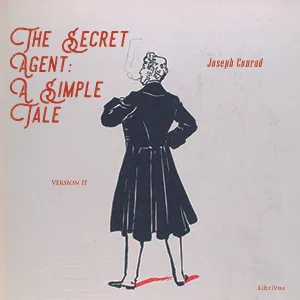 The Secret
Agent:
A Simple
Tale
Joseph Conrad
Version II
LibriVox